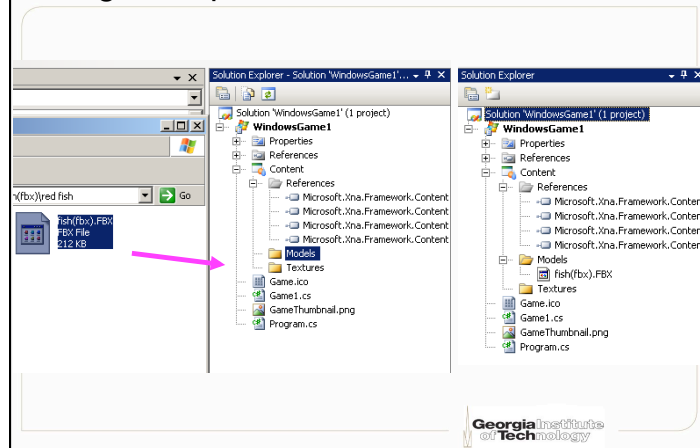 n(fbx)\red fish
Go
fish(fbx).FBX
FBX File
212 KB
Solution Explorer - Solution 'WindowsGame1'...
Solution 'WindowsGame1' (1 project)
WindowsGame1
Properties
References
Content
References
Microsoft.Xna.Framework.Content
Microsoft.Xna.Framework.Content
Microsoft.Xna.Framework.Content
Microsoft.Xna.Framework.Content
Models
Textures
Game.ico
Game1.cs
GameThumbnail.png
Program.cs
Solution Explorer
Solution 'WindowsGame1' (1 project)
WindowsGame1
Properties
References
Content
References
Microsoft.Xna.Framework.Conten
Microsoft.Xna.Framework.Conten
Microsoft.Xna.Framework.Conten
Microsoft.Xna.Framework.Conten
Models
fish(fbx).FBX
Textures
Game.ico
Game1.cs
GameThumbnail.png
Program.cs
Georgia Institute
of Technology